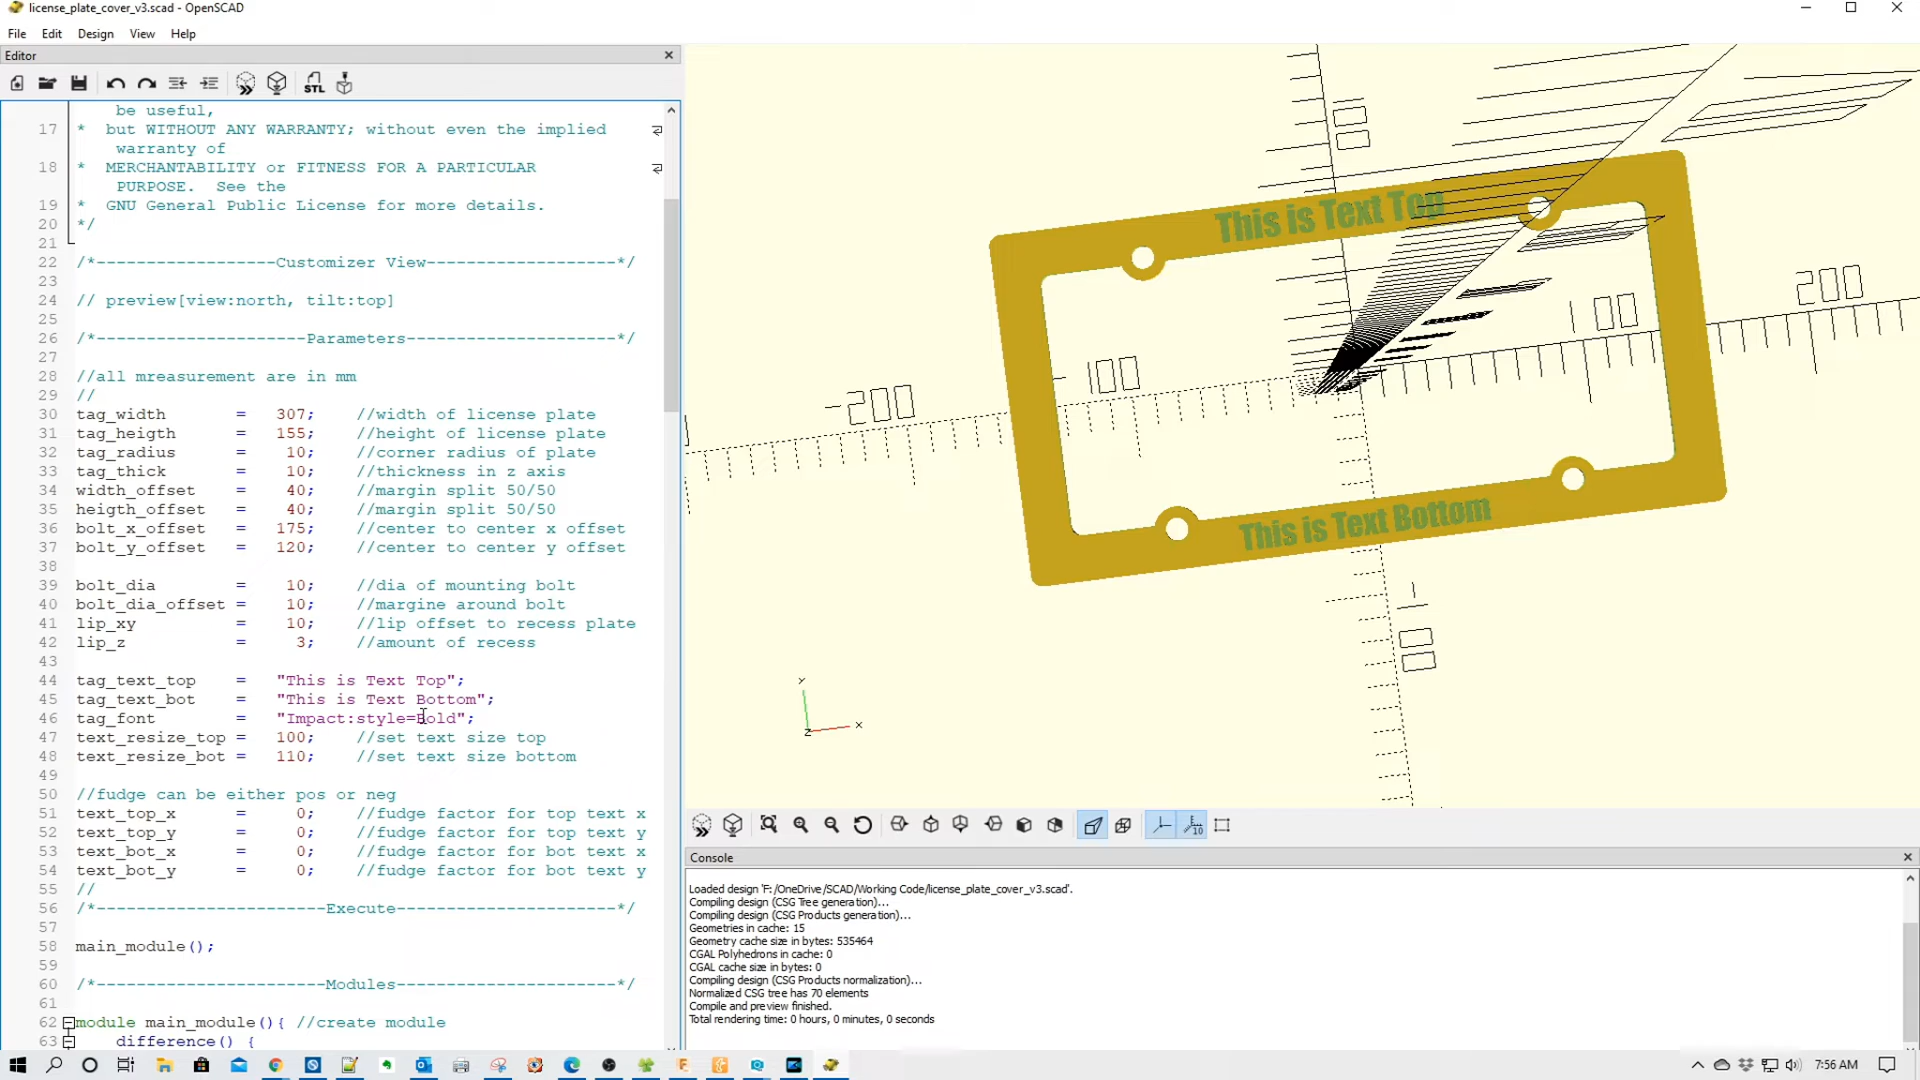 license_plate_cover_v3.scad - OpenSCAD
File Edit Design View Help
Editor
STL
be useful,
17 * but WITHOUT ANY WARRANTY; without even the implied
warranty of
18 * MERCHANTABILITY or FITNESS FOR A PARTICULAR
PURPOSE. See the
19 * GNU General Public License for more details.
20 */
21
22 /*------------------Customizer View-------------------*/
23
24 // preview[view:north, tilt:top]
25
26 /*---------------------Parameters---------------------*/
27
28 //all mreasurement are in mm
29 //
30 tag_width = 307; //width of license plate
31 tag_heigth = 155; //height of license plate
32 tag_radius = 10; //corner radius of plate
33 tag_thick = 10; //thickness in z axis
34 width_offset = 40; //margin split 50/50
35 heigth_offset = 40; //margin split 50/50
36 bolt_x_offset = 175; //center to center x offset
37 bolt_y_offset = 120; //center to center y offset
38
39 bolt_dia = 10; //dia of mounting bolt
40 bolt_dia_offset = 10; //margine around bolt
41 lip_xy = 10; //lip offset to recess plate
42 lip_z = 3; //amount of recess
43
44 tag_text_top = "This is Text Top";
45 tag_text_bot = "This is Text Bottom";
46 tag_font = "Impact:style=Bold";
47 text_resize_top = 100; //set text size top
48 text_resize_bot = 110; //set text size bottom
49
50 //fudge can be either pos or neg
51 text_top_x = 0; //fudge factor for top text x
52 text_top_y = 0; //fudge factor for top text y
53 text_bot_x = 0; //fudge factor for bot text x
54 text_bot_y = 0; //fudge factor for bot text y
55 //
56 /*-----------------------Execute----------------------*/
57
58 main_module();
59
60 /*-----------------------Modules----------------------*/
61
62 module main_module(){ //create module
63 difference() {
100
This is Text Top
200
100
-100
-200
This is Text Bottom
-100
Y
X
Z
10
Console
Loaded design 'F:/OneDrive/SCAD/Working Code/license_plate_cover_v3.scad'.
Compiling design (CSG Tree generation)...
Compiling design (CSG Products generation)...
Geometries in cache: 15
Geometry cache size in bytes: 535464
CGAL Polyhedrons in cache: 0
CGAL cache size in bytes: 0
Compiling design (CSG Products normalization)...
Normalized CSG tree has 70 elements
Compile and preview finished.
Total rendering time: 0 hours, 0 minutes, 0 seconds
7:56 AM